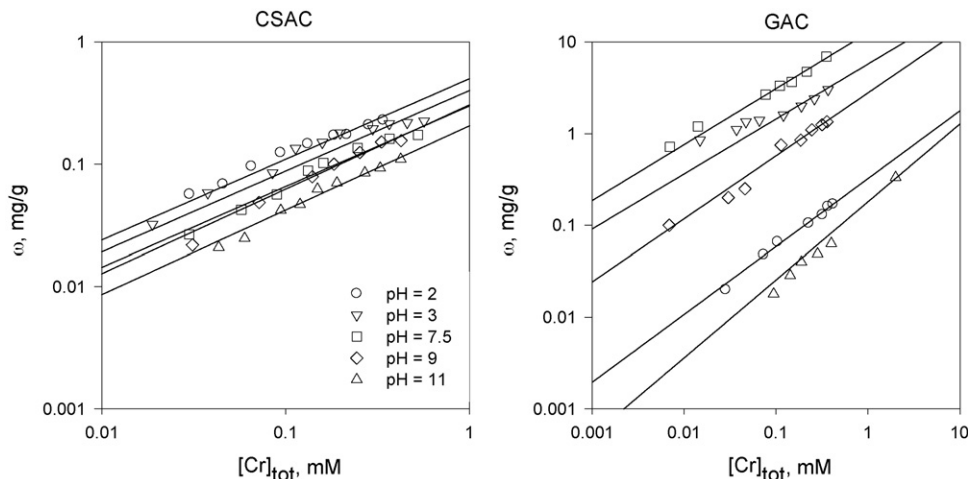 CSAC
GAC
1
0.1
0.01
0.001
ω, mg/g
0.01
0.1
1
[Cr]tot, mM
pH = 2
pH = 3
pH = 7.5
pH = 9
pH = 11
10
1
0.1
0.01
0.001
ω, mg/g
0.001
0.01
0.1
1
10
[Cr]tot, mM